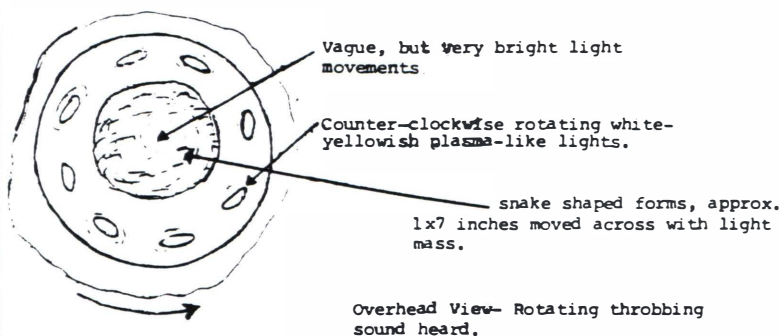 Vague, but very bright light
movements
Counter-clockwise rotating white-
yellowish plasma-like lights.
snake shaped forms, approx.
1x7 inches moved across with light
mass.
Overhead View- Rotating throbbing
sound heard.